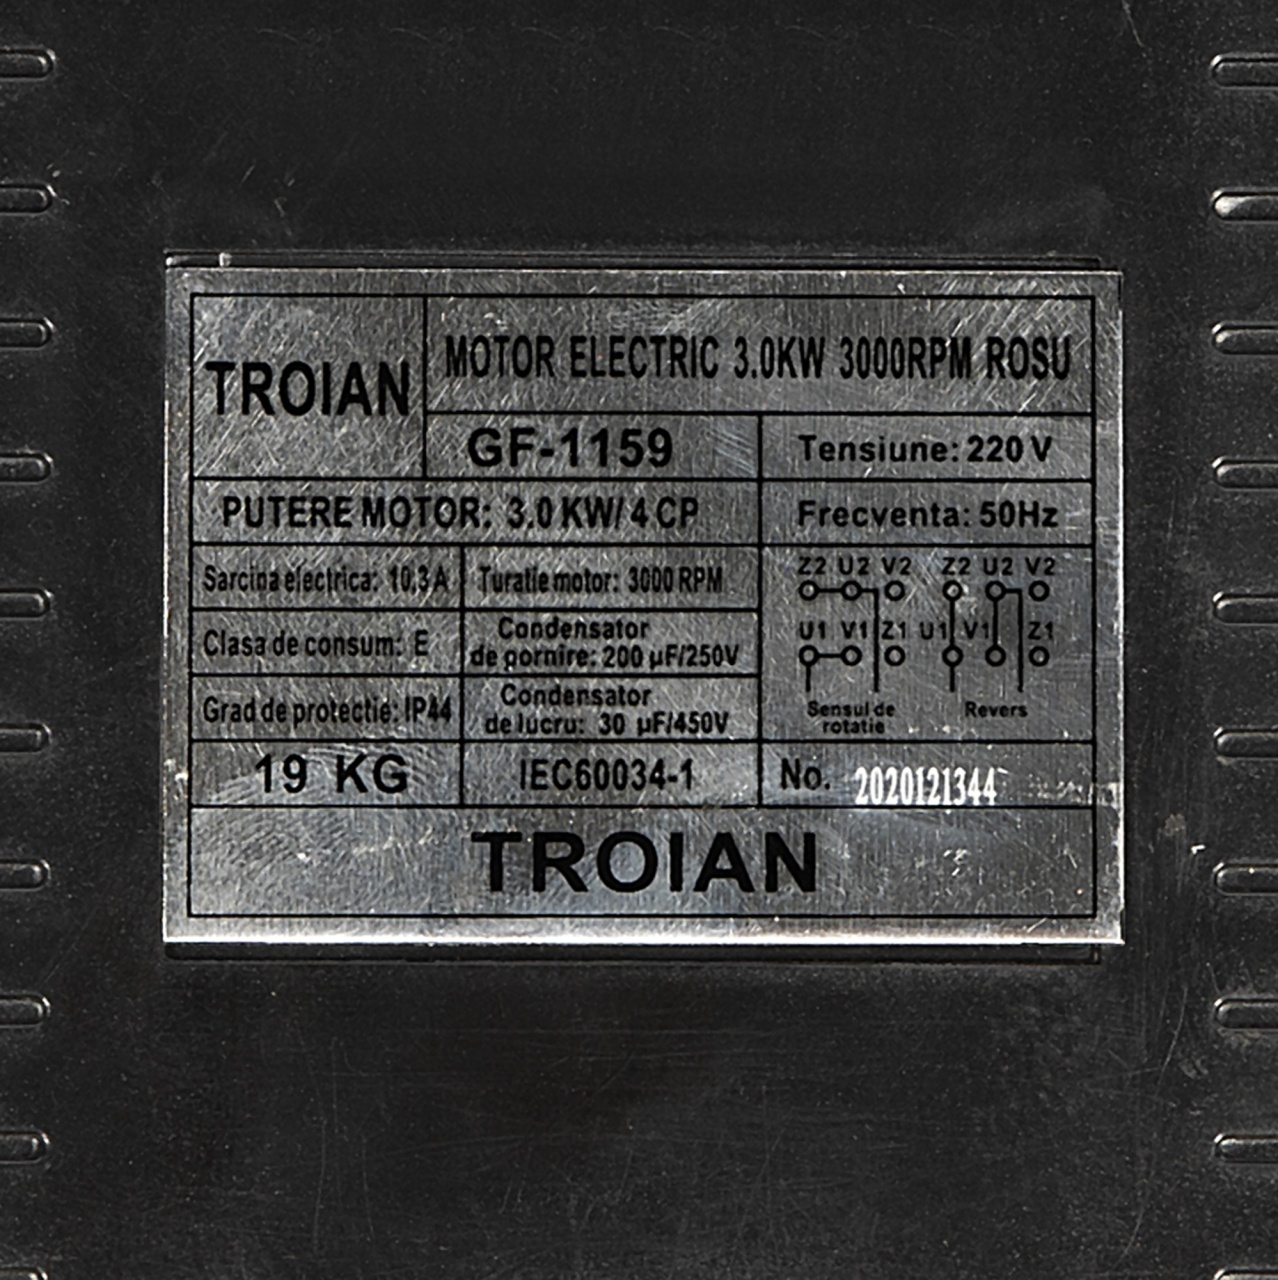 TROIAN
MOTOR ELECTRIC 3.0KW 3000RPM ROSU
GF-1159
Tensiune: 220 V
PUTERE MOTOR: 3.0 KW/ 4 CP
Frecventa: 50Hz
Sarcina electrica: 10,3 A
Turatie motor: 3000 RPM
Clasa de consum: E
Condensator
de pornire: 200 µF/250V
Grad de protectie: IP44
Condensator
de lucru: 30 µF/450V
Z2 U2 V2
U1 V1 Z1
Sensul de
rotatie
Z2 U2 V2
U1 V1 Z1
Revers
19 KG
IEC60034-1
No. 2020121344
TROIAN